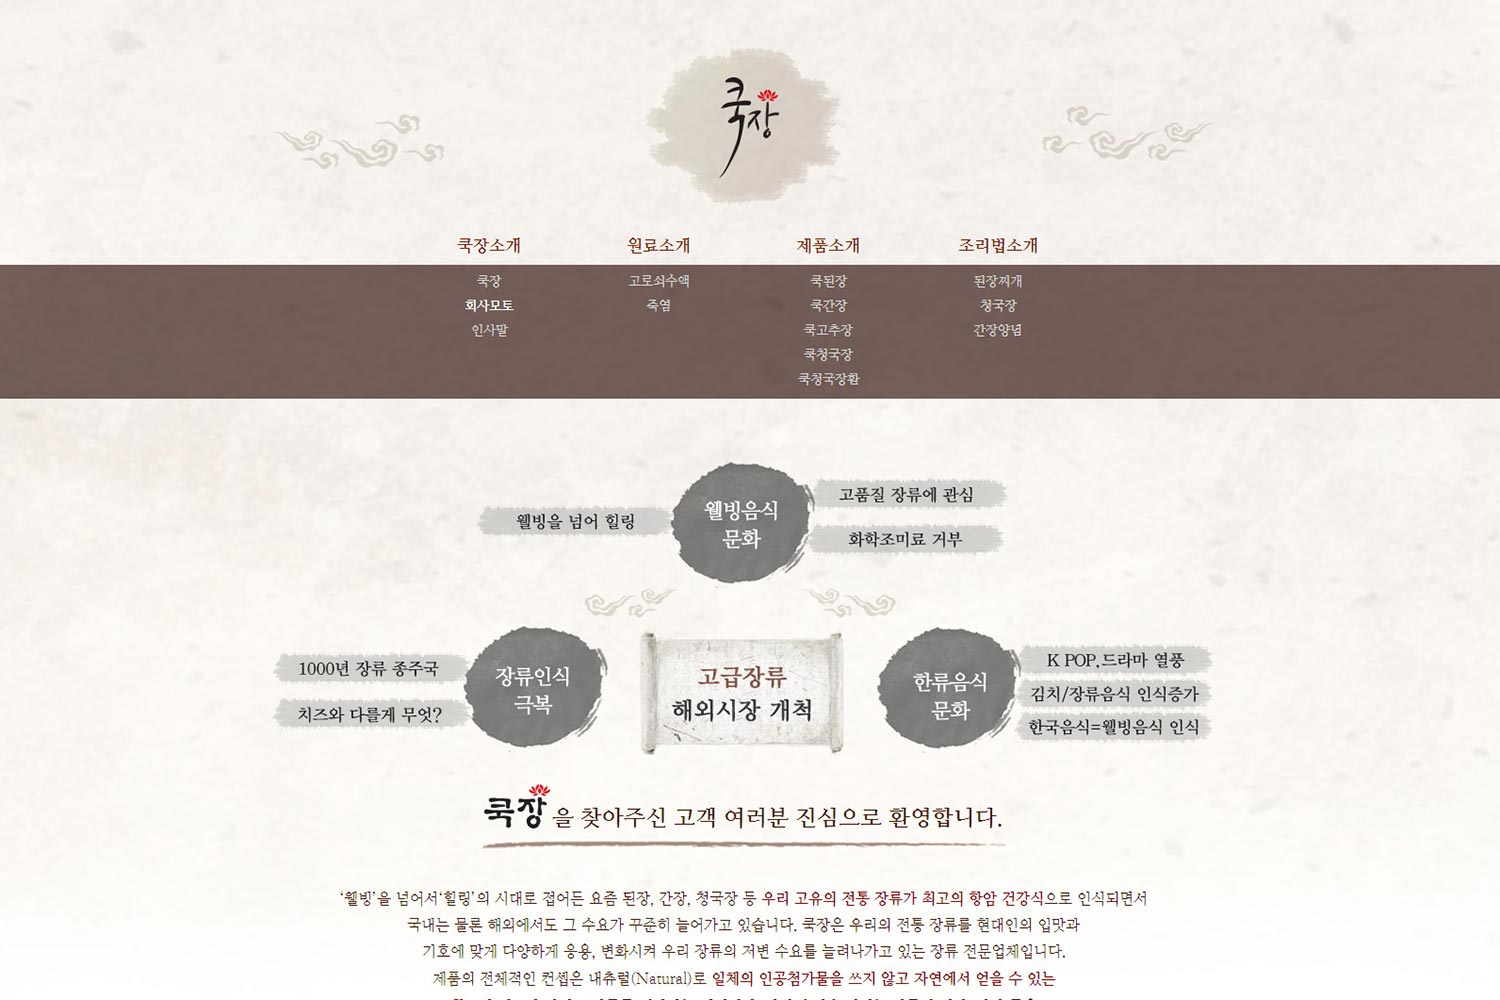 쿡장
쿡장소개 원료소개 제품소개 조리법소개
쿡장 고로쇠수액 쿡된장 된장찌개
회사모토 죽염 쿡간장 청국장
인사말 쿡고추장 간장양념
쿡청국장
쿡청국장환
웰빙을 넘어 힐링
웰빙음식
문화
고품질 장류에 관심
화학조미료 거부
1000년 장류 종주국
치즈와 다를게 무엇?
장류인식
극복
고급장류
해외시장 개척
한류음식
문화
K POP,드라마 열풍
김치/장류음식 인식증가
한국음식=웰빙음식 인식
쿡장을 찾아주신 고객 여러분 진심으로 환영합니다.
‘웰빙’을 넘어서‘힐링’의 시대로 접어든 요즘 된장, 간장, 청국장 등 우리 고유의 전통 장류가 최고의 항암 건강식으로 인식되면서
국내는 물론 해외에서도 그 수요가 꾸준히 늘어가고 있습니다. 쿡장은 우리의 전통 장류를 현대인의 입맛과
기호에 맞게 다양하게 응용, 변화시켜 우리 장류의 저변 수요를 늘려나가고 있는 장류 전문업체입니다.
제품의 전체적인 컨셉은 내츄럴(Natural)로 일체의 인공첨가물을 쓰지 않고 자연에서 얻을 수 있는